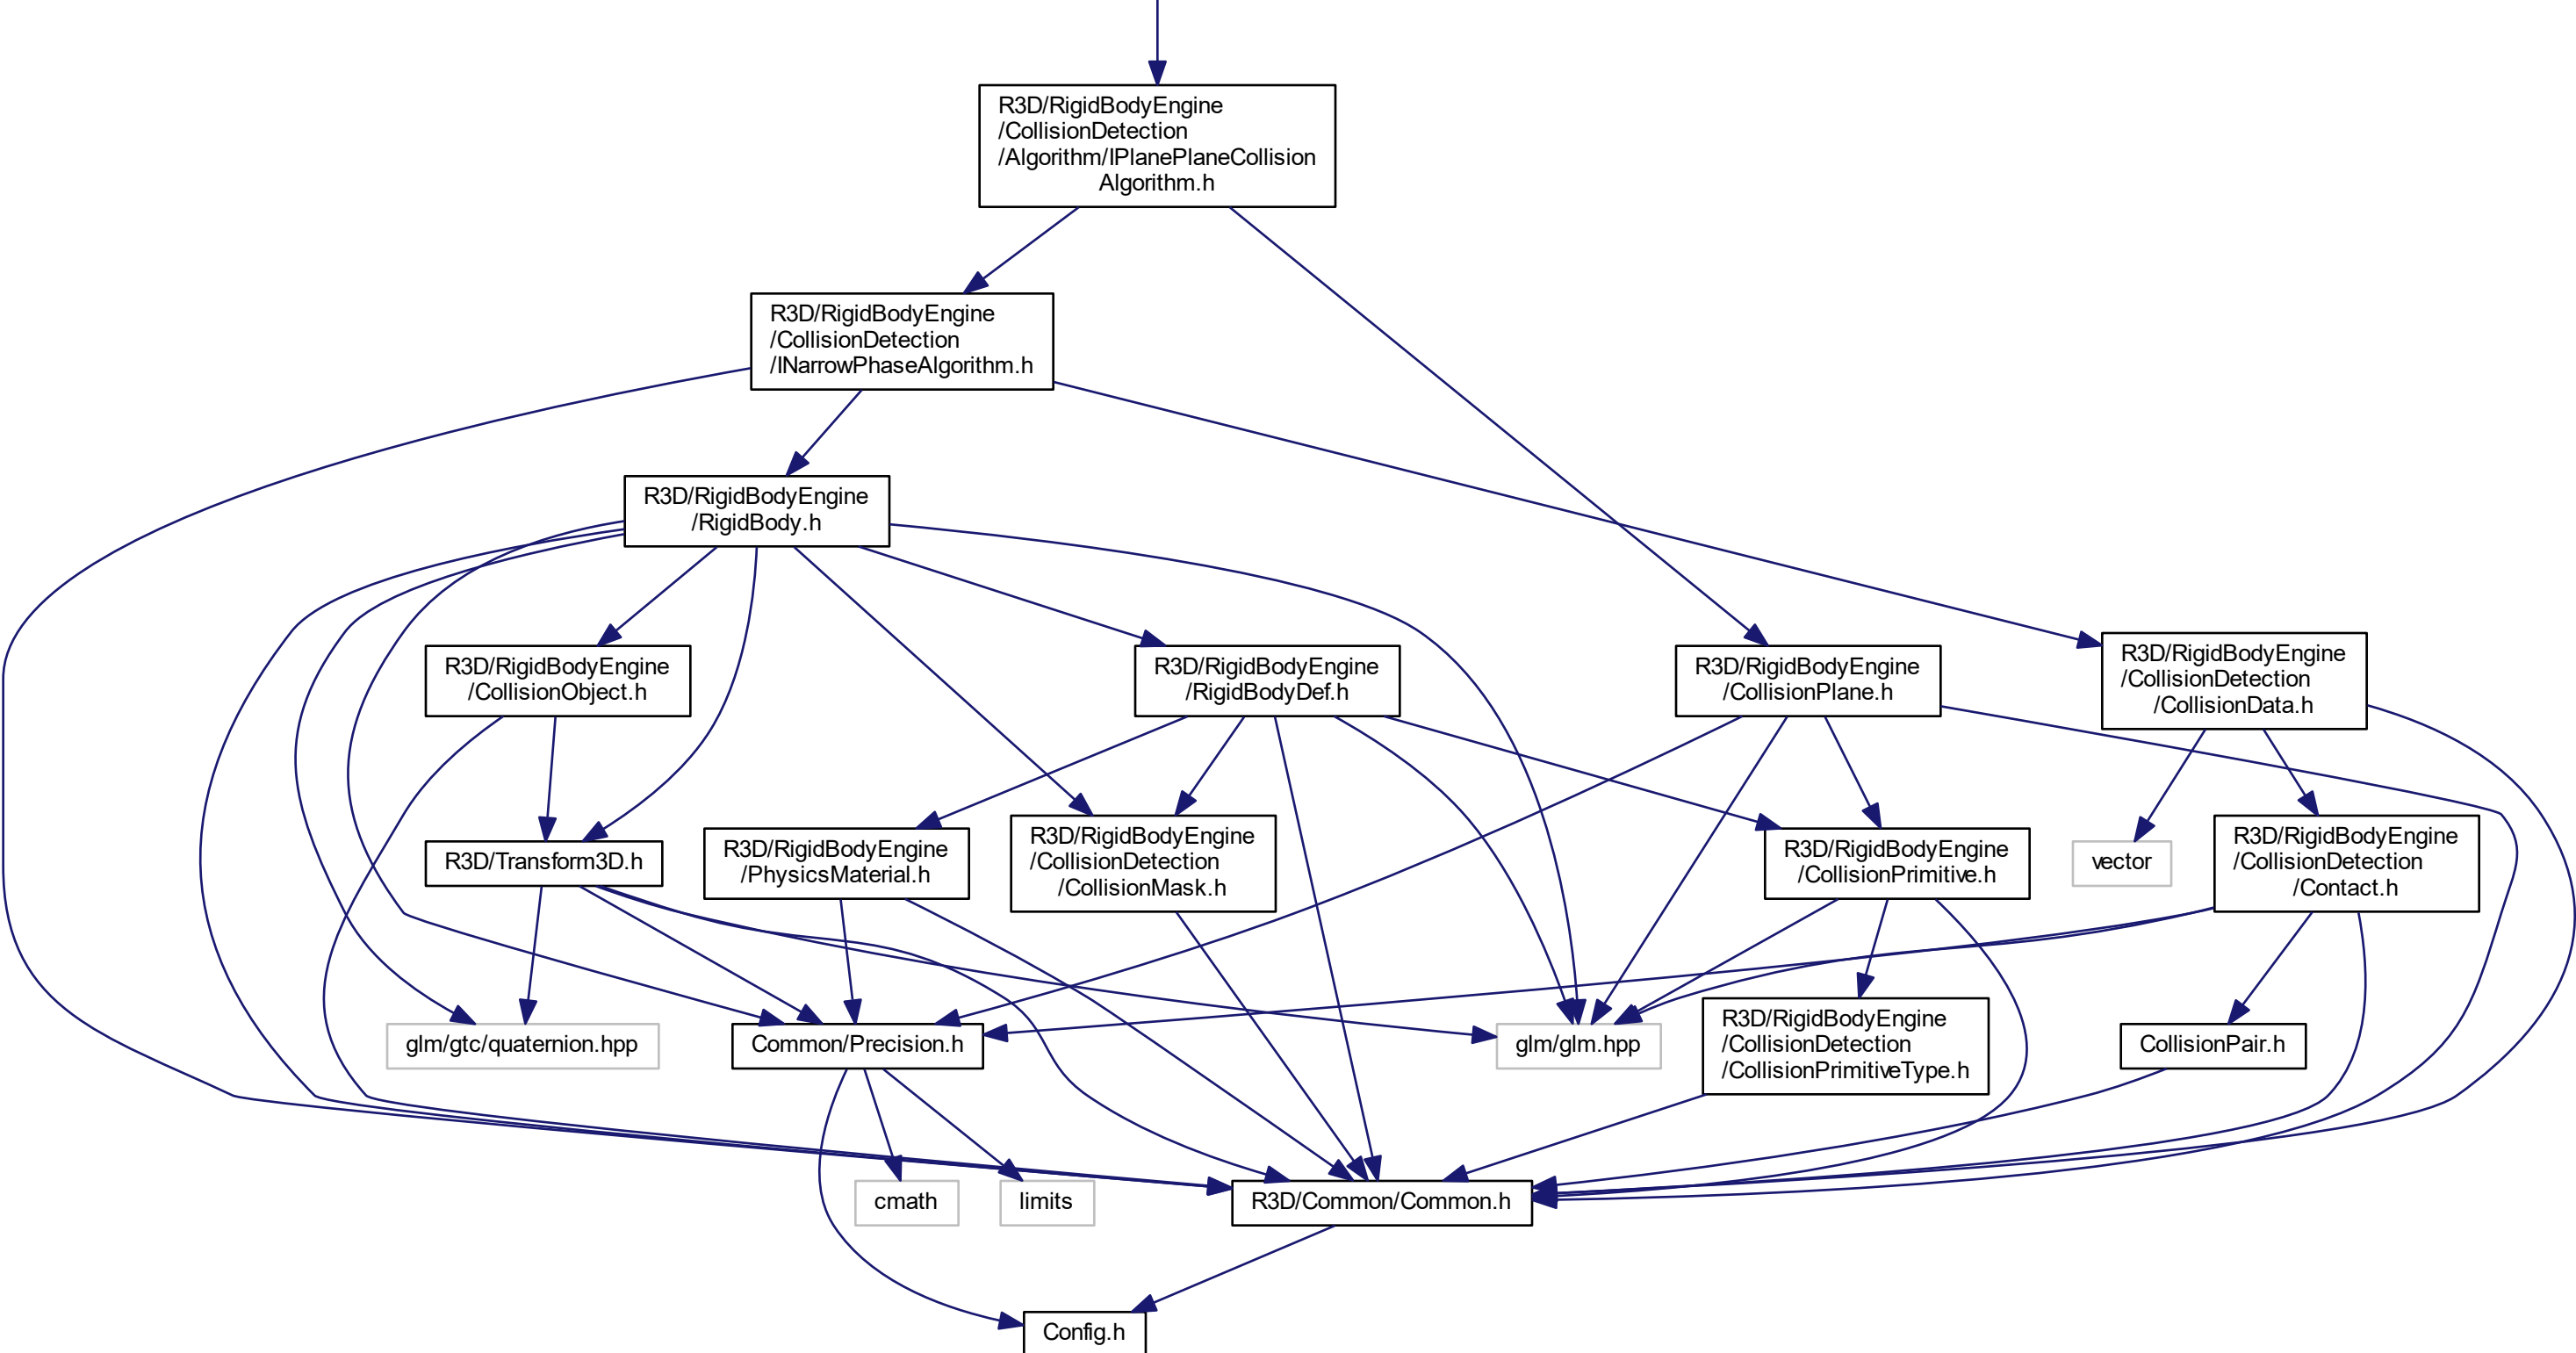 R3D/RigidBodyEngine
/CollisionDetection
/Algorithm/IPlanePlaneCollision
Algorithm.h
R3D/RigidBodyEngine
/CollisionDetection
/INarrowPhaseAlgorithm.h
R3D/RigidBodyEngine
/RigidBody.h
R3D/RigidBodyEngine
/CollisionObject.h
R3D/RigidBodyEngine
/RigidBodyDef.h
R3D/RigidBodyEngine
/CollisionPlane.h
R3D/RigidBodyEngine
/CollisionDetection
/CollisionData.h
R3D/Transform3D.h
R3D/RigidBodyEngine
/PhysicsMaterial.h
R3D/RigidBodyEngine
/CollisionDetection
/CollisionMask.h
R3D/RigidBodyEngine
/CollisionPrimitive.h
vector
R3D/RigidBodyEngine
/CollisionDetection
/Contact.h
glm/gtc/quaternion.hpp
Common/Precision.h
glm/glm.hpp
R3D/RigidBodyEngine
/CollisionDetection
/CollisionPrimitiveType.h
CollisionPair.h
cmath
limits
R3D/Common/Common.h
Config.h